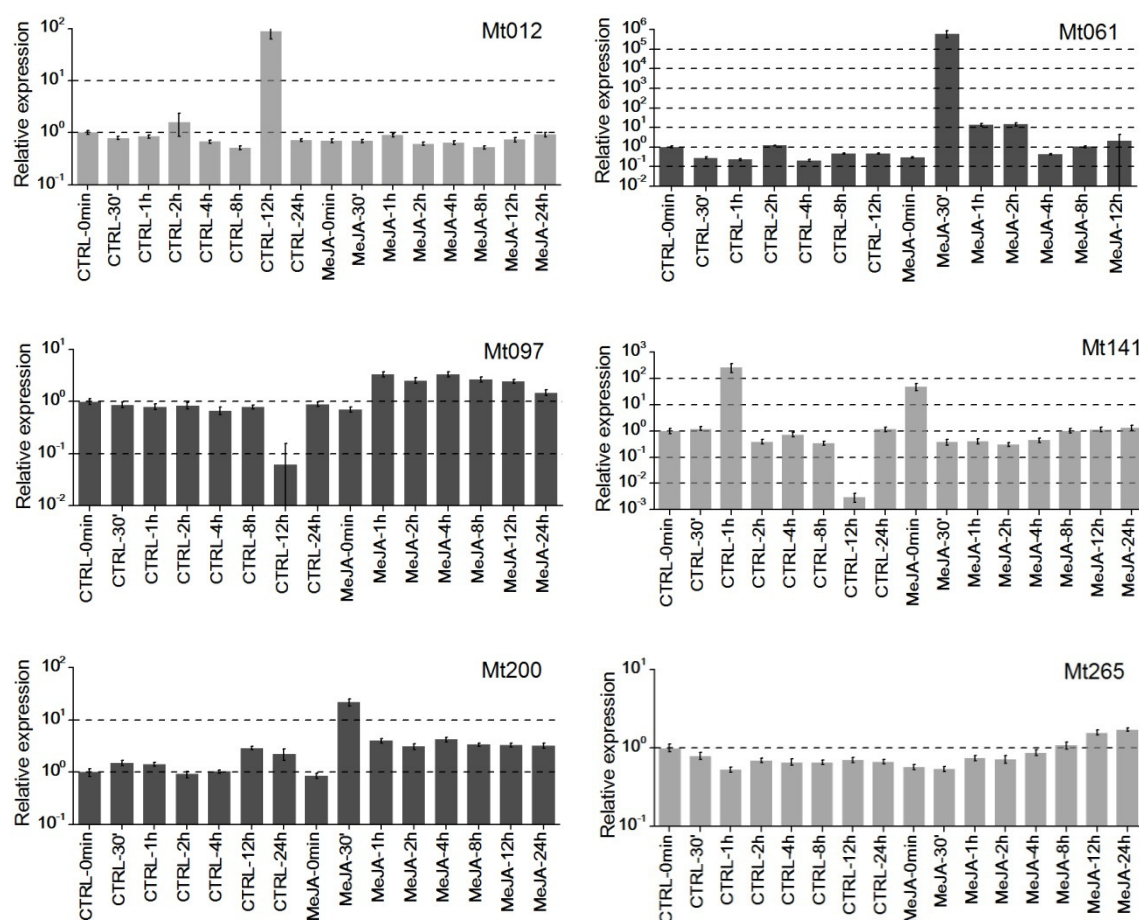 Mt012
Relative expression
10²
10¹
10⁰
10⁻¹
CTRL-0min
CTRL-30'
CTRL-1h
CTRL-2h
CTRL-4h
CTRL-8h
CTRL-12h
CTRL-24h
MeJA-0min
MeJA-30'
MeJA-1h
MeJA-2h
MeJA-4h
MeJA-8h
MeJA-12h
MeJA-24h
Mt061
Relative expression
10⁶
10⁵
10⁴
10³
10²
10¹
10⁰
10⁻¹
10⁻²
CTRL-0min
CTRL-30'
CTRL-1h
CTRL-2h
CTRL-4h
CTRL-8h
CTRL-12h
MeJA-0min
MeJA-30'
MeJA-1h
MeJA-2h
MeJA-4h
MeJA-8h
MeJA-12h
Mt097
Relative expression
10¹
10⁰
10⁻¹
10⁻²
CTRL-0min
CTRL-30'
CTRL-1h
CTRL-2h
CTRL-4h
CTRL-8h
CTRL-12h
CTRL-24h
MeJA-0min
MeJA-1h
MeJA-2h
MeJA-4h
MeJA-8h
MeJA-12h
MeJA-24h
Mt141
Relative expression
10³
10²
10¹
10⁰
10⁻¹
10⁻²
10⁻³
CTRL-0min
CTRL-30'
CTRL-1h
CTRL-2h
CTRL-4h
CTRL-8h
CTRL-12h
CTRL-24h
MeJA-0min
MeJA-30'
MeJA-1h
MeJA-2h
MeJA-4h
MeJA-8h
MeJA-12h
MeJA-24h
Mt200
Relative expression
10²
10¹
10⁰
10⁻¹
CTRL-0min
CTRL-30'
CTRL-1h
CTRL-2h
CTRL-4h
CTRL-12h
CTRL-24h
MeJA-0min
MeJA-30'
MeJA-1h
MeJA-2h
MeJA-4h
MeJA-8h
MeJA-12h
MeJA-24h
Mt265
Relative expression
10¹
10⁰
10⁻¹
CTRL-0min
CTRL-30'
CTRL-1h
CTRL-2h
CTRL-4h
CTRL-8h
CTRL-12h
CTRL-24h
MeJA-0min
MeJA-30'
MeJA-1h
MeJA-2h
MeJA-4h
MeJA-8h
MeJA-12h
MeJA-24h